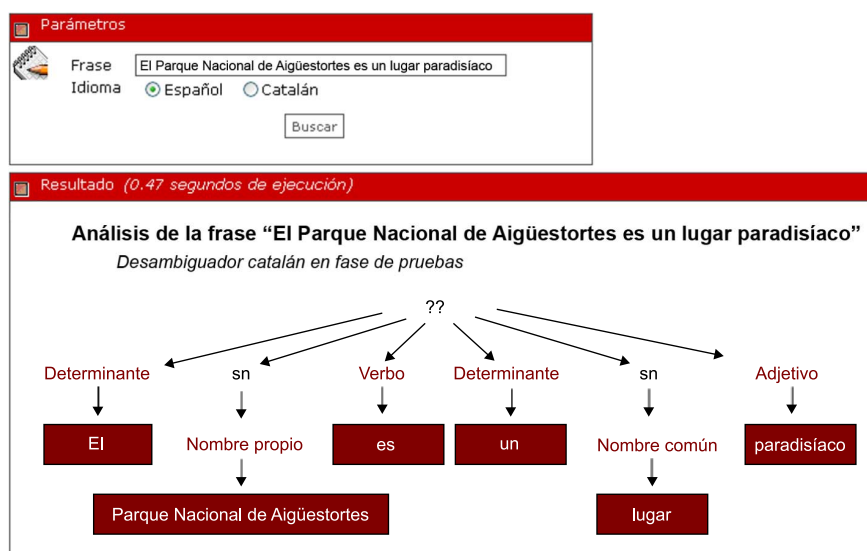 Parámetros
Frase El Parque Nacional de Aigüestortes es un lugar paradisíaco
Idioma Español Catalán
Buscar
Resultado (0.47 segundos de ejecución)
Análisis de la frase “El Parque Nacional de Aigüestortes es un lugar paradisíaco”
Desambiguador catalán en fase de pruebas
??
Determinante sn Verbo Determinante sn Adjetivo
El Nombre propio es un Nombre común paradisíaco
Parque Nacional de Aigüestortes lugar